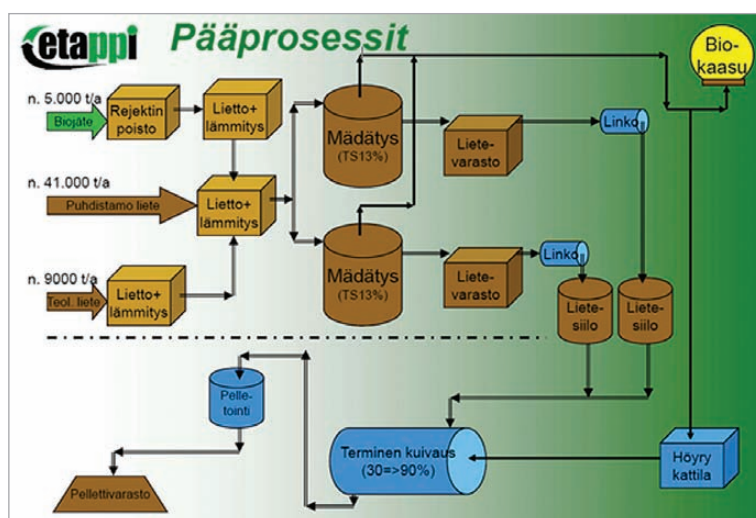 etappi
Pääprosessit
Bio-
kaasu
n. 5.000 t/a
Biojäte
Rejektin
poisto
Lietto+
lämmitys
Mädätys
(TS13%)
Liete-
varasto
Linko
n. 41.000 t/a
Puhdistamo liete
Lietto+
lämmitys
n. 9000 t/a
Teol. liete
Lietto+
lämmitys
Mädätys
(TS13%)
Liete-
varasto
Linko
Liete-
siilo
Liete-
siilo
Pelle-
tointi
Terminen kuivaus
(30=>90%)
Höyry
kattila
Pellettivarasto